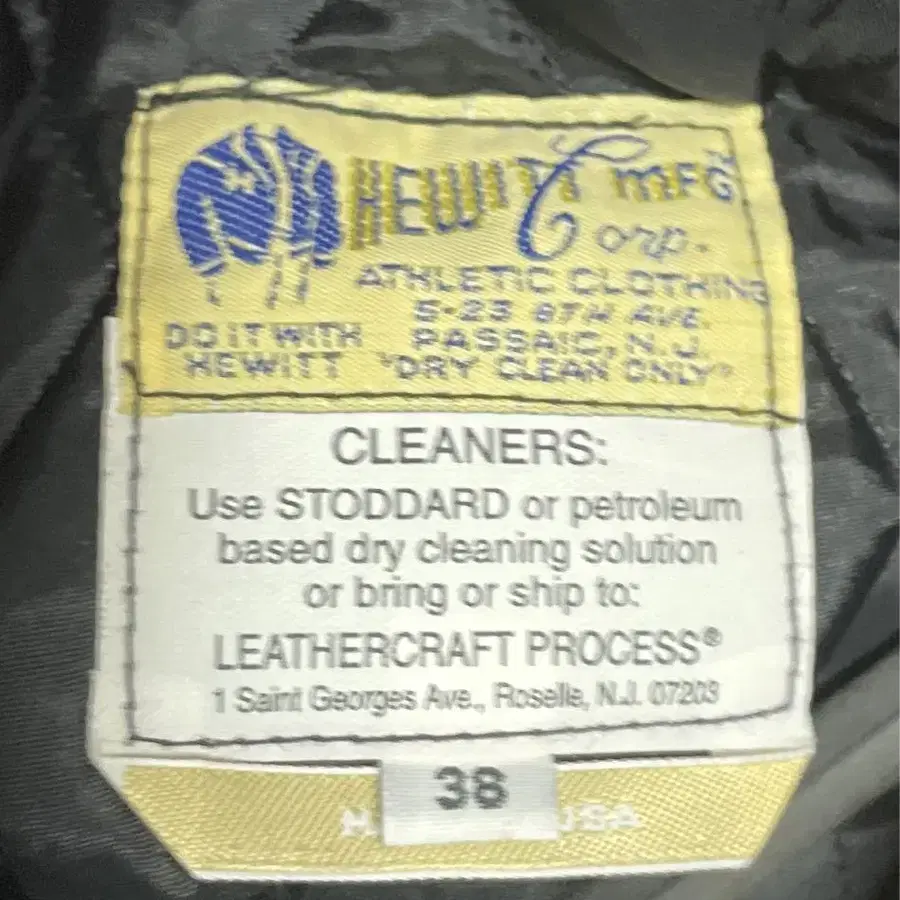 HEWITT MFG
Corp.
ATHLETIC CLOTHING
5-23 8TH AVE.
DO IT WITH
HEWITT
PASSAIC, N.J.
"DRY CLEAN ONLY"
CLEANERS:
Use STODDARD or petroleum
based dry cleaning solution
or bring or ship to:
LEATHERCRAFT PROCESS®
1 Saint Georges Ave., Roselle, N.J. 07203
38
USA